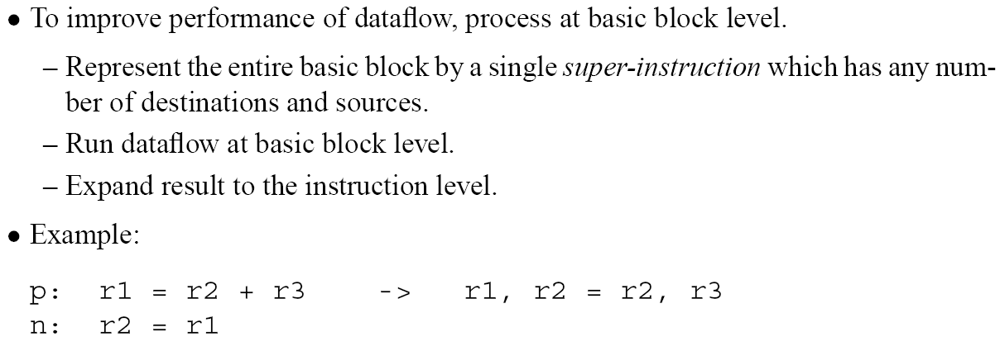 • To improve performance of dataflow, process at basic block level.
– Represent the entire basic block by a single super-instruction which has any num-
ber of destinations and sources.
– Run dataflow at basic block level.
– Expand result to the instruction level.
• Example:
p: r1 = r2 + r3 -> r1, r2 = r2, r3
n: r2 = r1